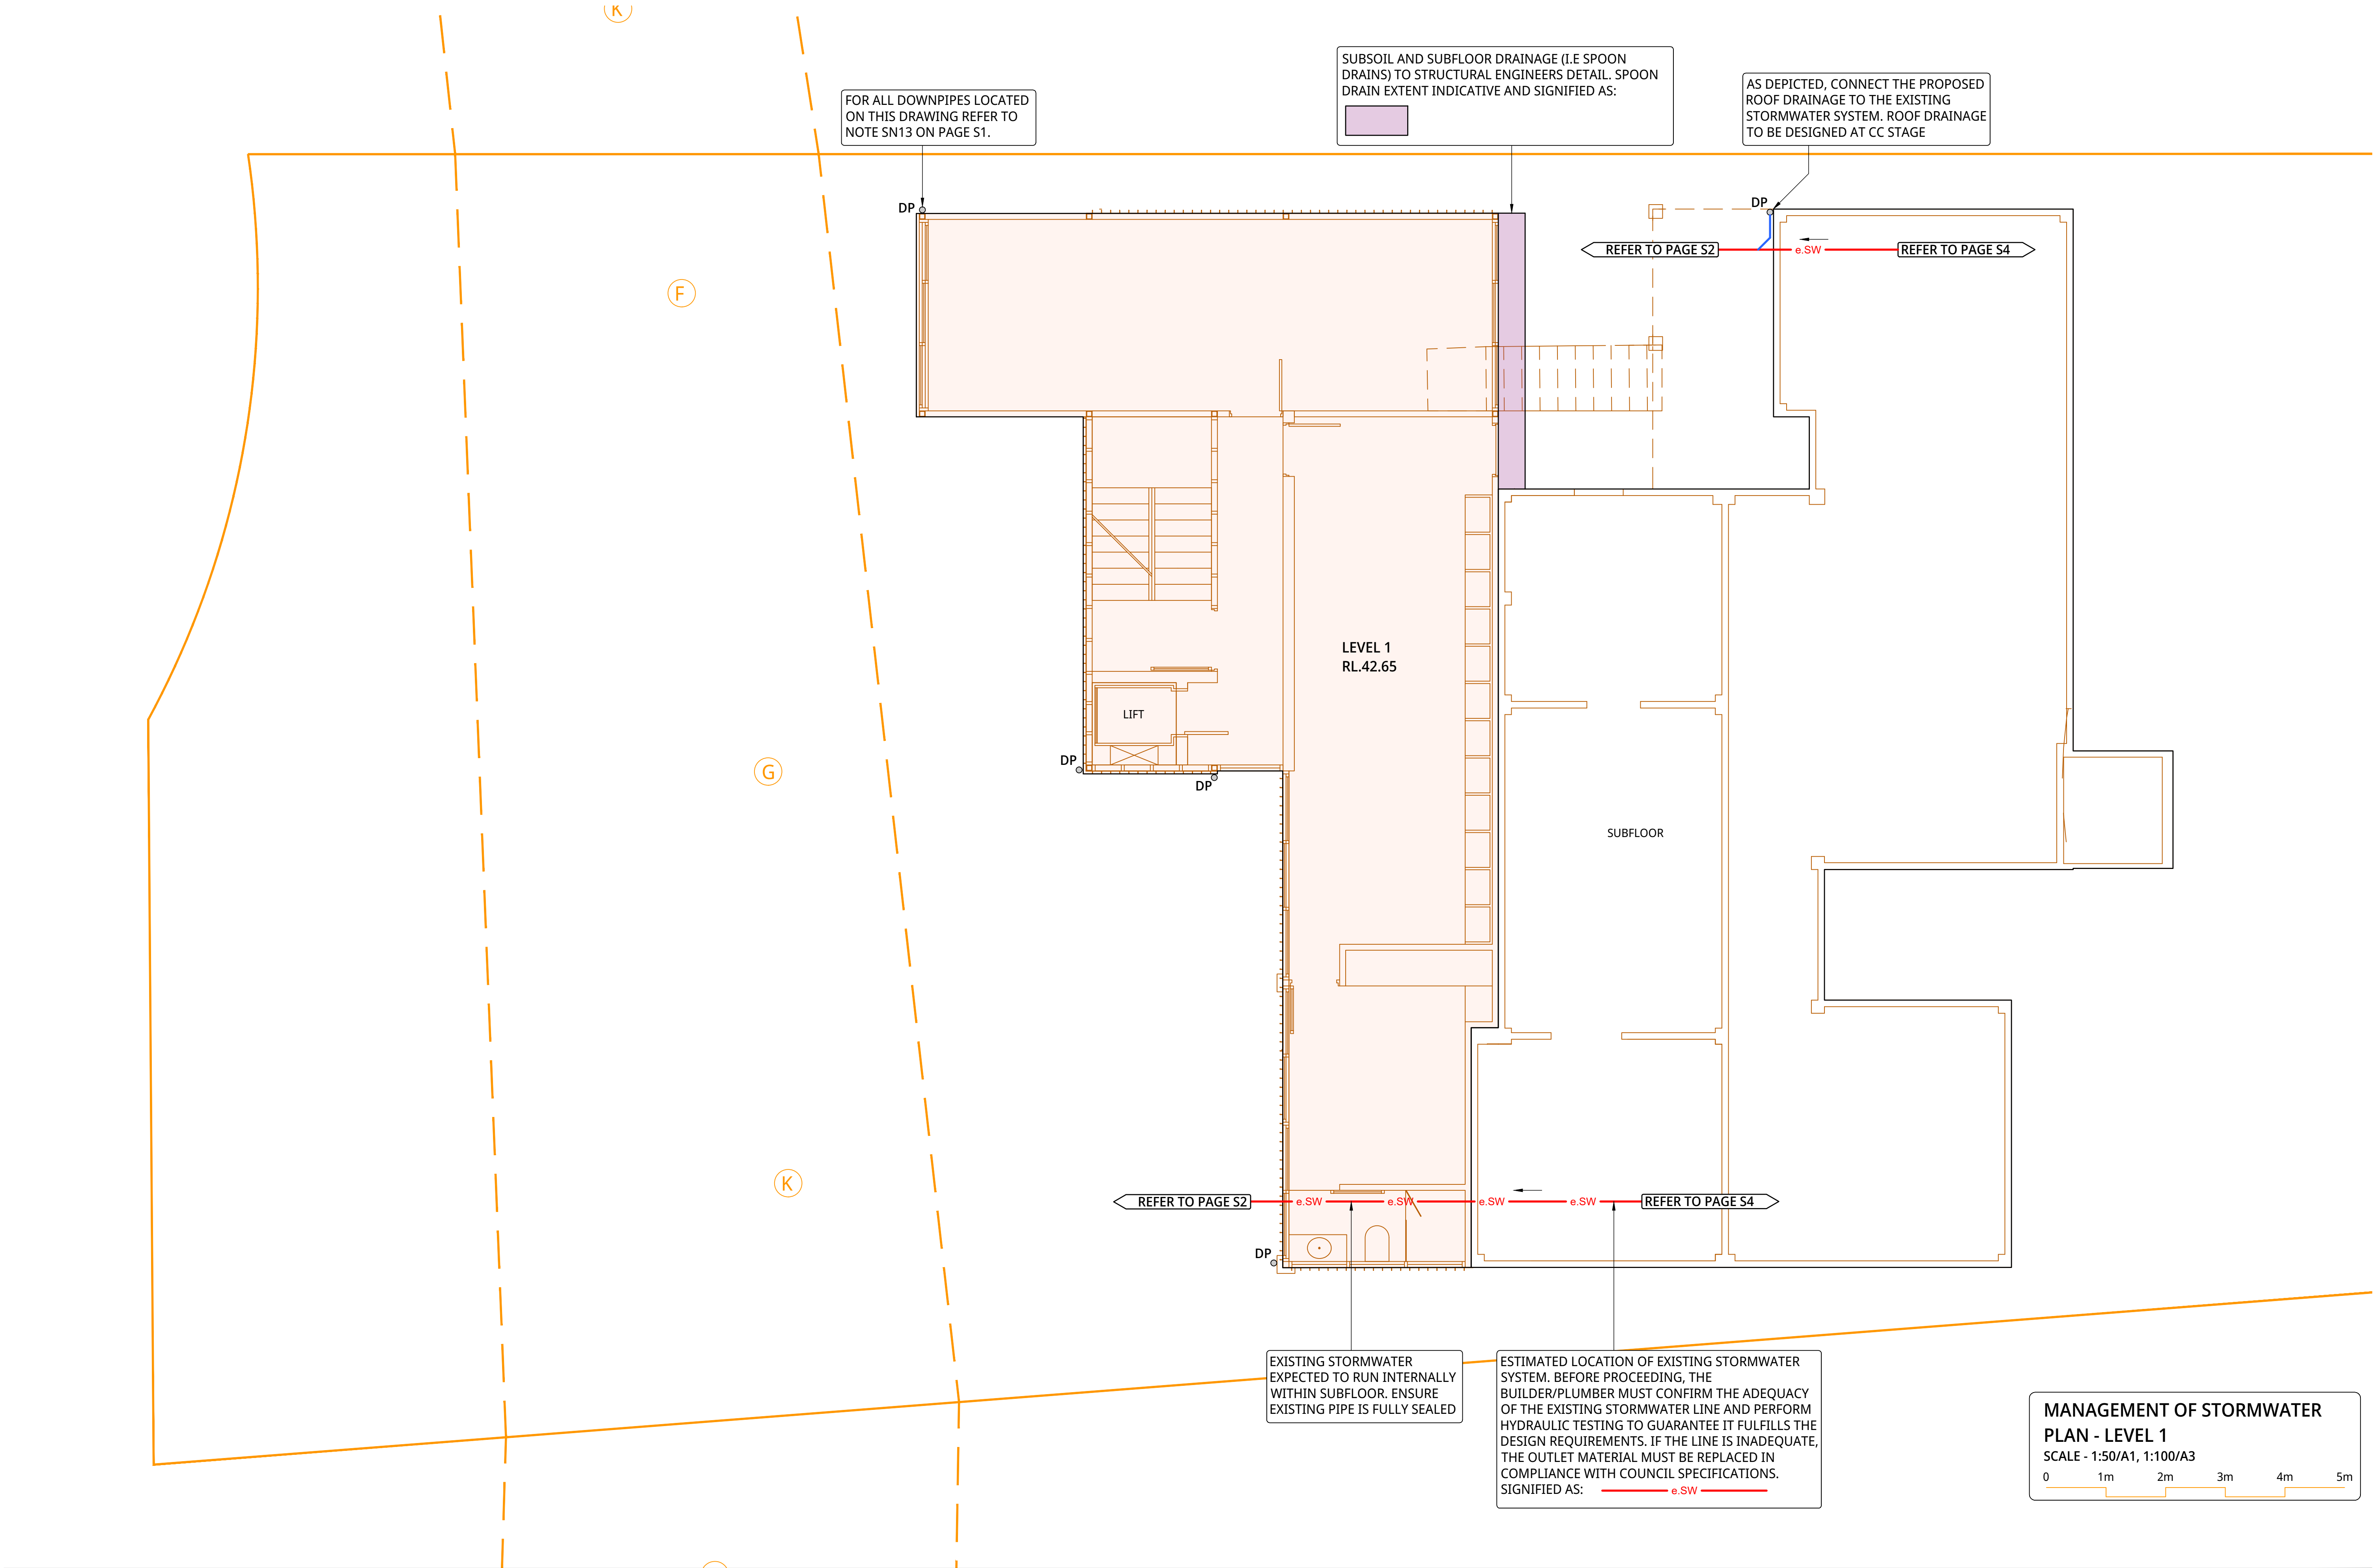 K
FOR ALL DOWNPIPES LOCATED
ON THIS DRAWING REFER TO
NOTE SN13 ON PAGE S1.
SUBSOIL AND SUBFLOOR DRAINAGE (I.E SPOON
DRAINS) TO STRUCTURAL ENGINEERS DETAIL. SPOON
DRAIN EXTENT INDICATIVE AND SIGNIFIED AS:
AS DEPICTED, CONNECT THE PROPOSED
ROOF DRAINAGE TO THE EXISTING
STORMWATER SYSTEM. ROOF DRAINAGE
TO BE DESIGNED AT CC STAGE
DP
DP
REFER TO PAGE S2
e.SW
REFER TO PAGE S4
F
LEVEL 1
RL.42.65
LIFT
DP
DP
G
SUBFLOOR
K
REFER TO PAGE S2
e.SW
e.SW
e.SW
e.SW
REFER TO PAGE S4
DP
EXISTING STORMWATER
EXPECTED TO RUN INTERNALLY
WITHIN SUBFLOOR. ENSURE
EXISTING PIPE IS FULLY SEALED
ESTIMATED LOCATION OF EXISTING STORMWATER
SYSTEM. BEFORE PROCEEDING, THE
BUILDER/PLUMBER MUST CONFIRM THE ADEQUACY
OF THE EXISTING STORMWATER LINE AND PERFORM
HYDRAULIC TESTING TO GUARANTEE IT FULFILLS THE
DESIGN REQUIREMENTS. IF THE LINE IS INADEQUATE,
THE OUTLET MATERIAL MUST BE REPLACED IN
COMPLIANCE WITH COUNCIL SPECIFICATIONS.
SIGNIFIED AS: e.SW
MANAGEMENT OF STORMWATER
PLAN - LEVEL 1
SCALE - 1:50/A1, 1:100/A3
0 1m 2m 3m 4m 5m